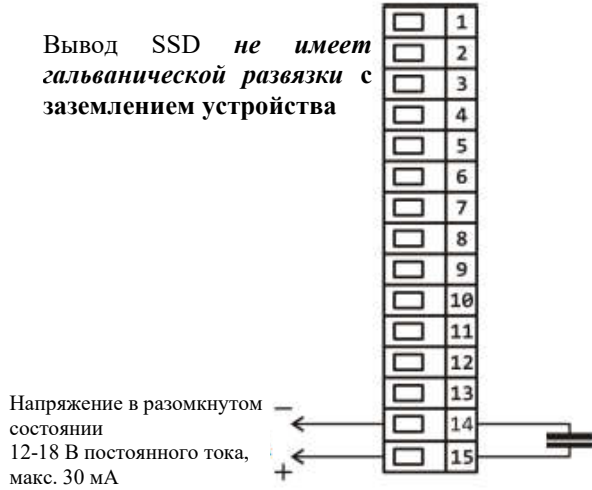 Вывод SSD не имеет
гальванической развязки с
заземлением устройства
1
2
3
4
5
6
7
8
9
10
11
12
13
14
15
Напряжение в разомкнутом
состоянии
12-18 В постоянного тока,
макс. 30 мА
−
+